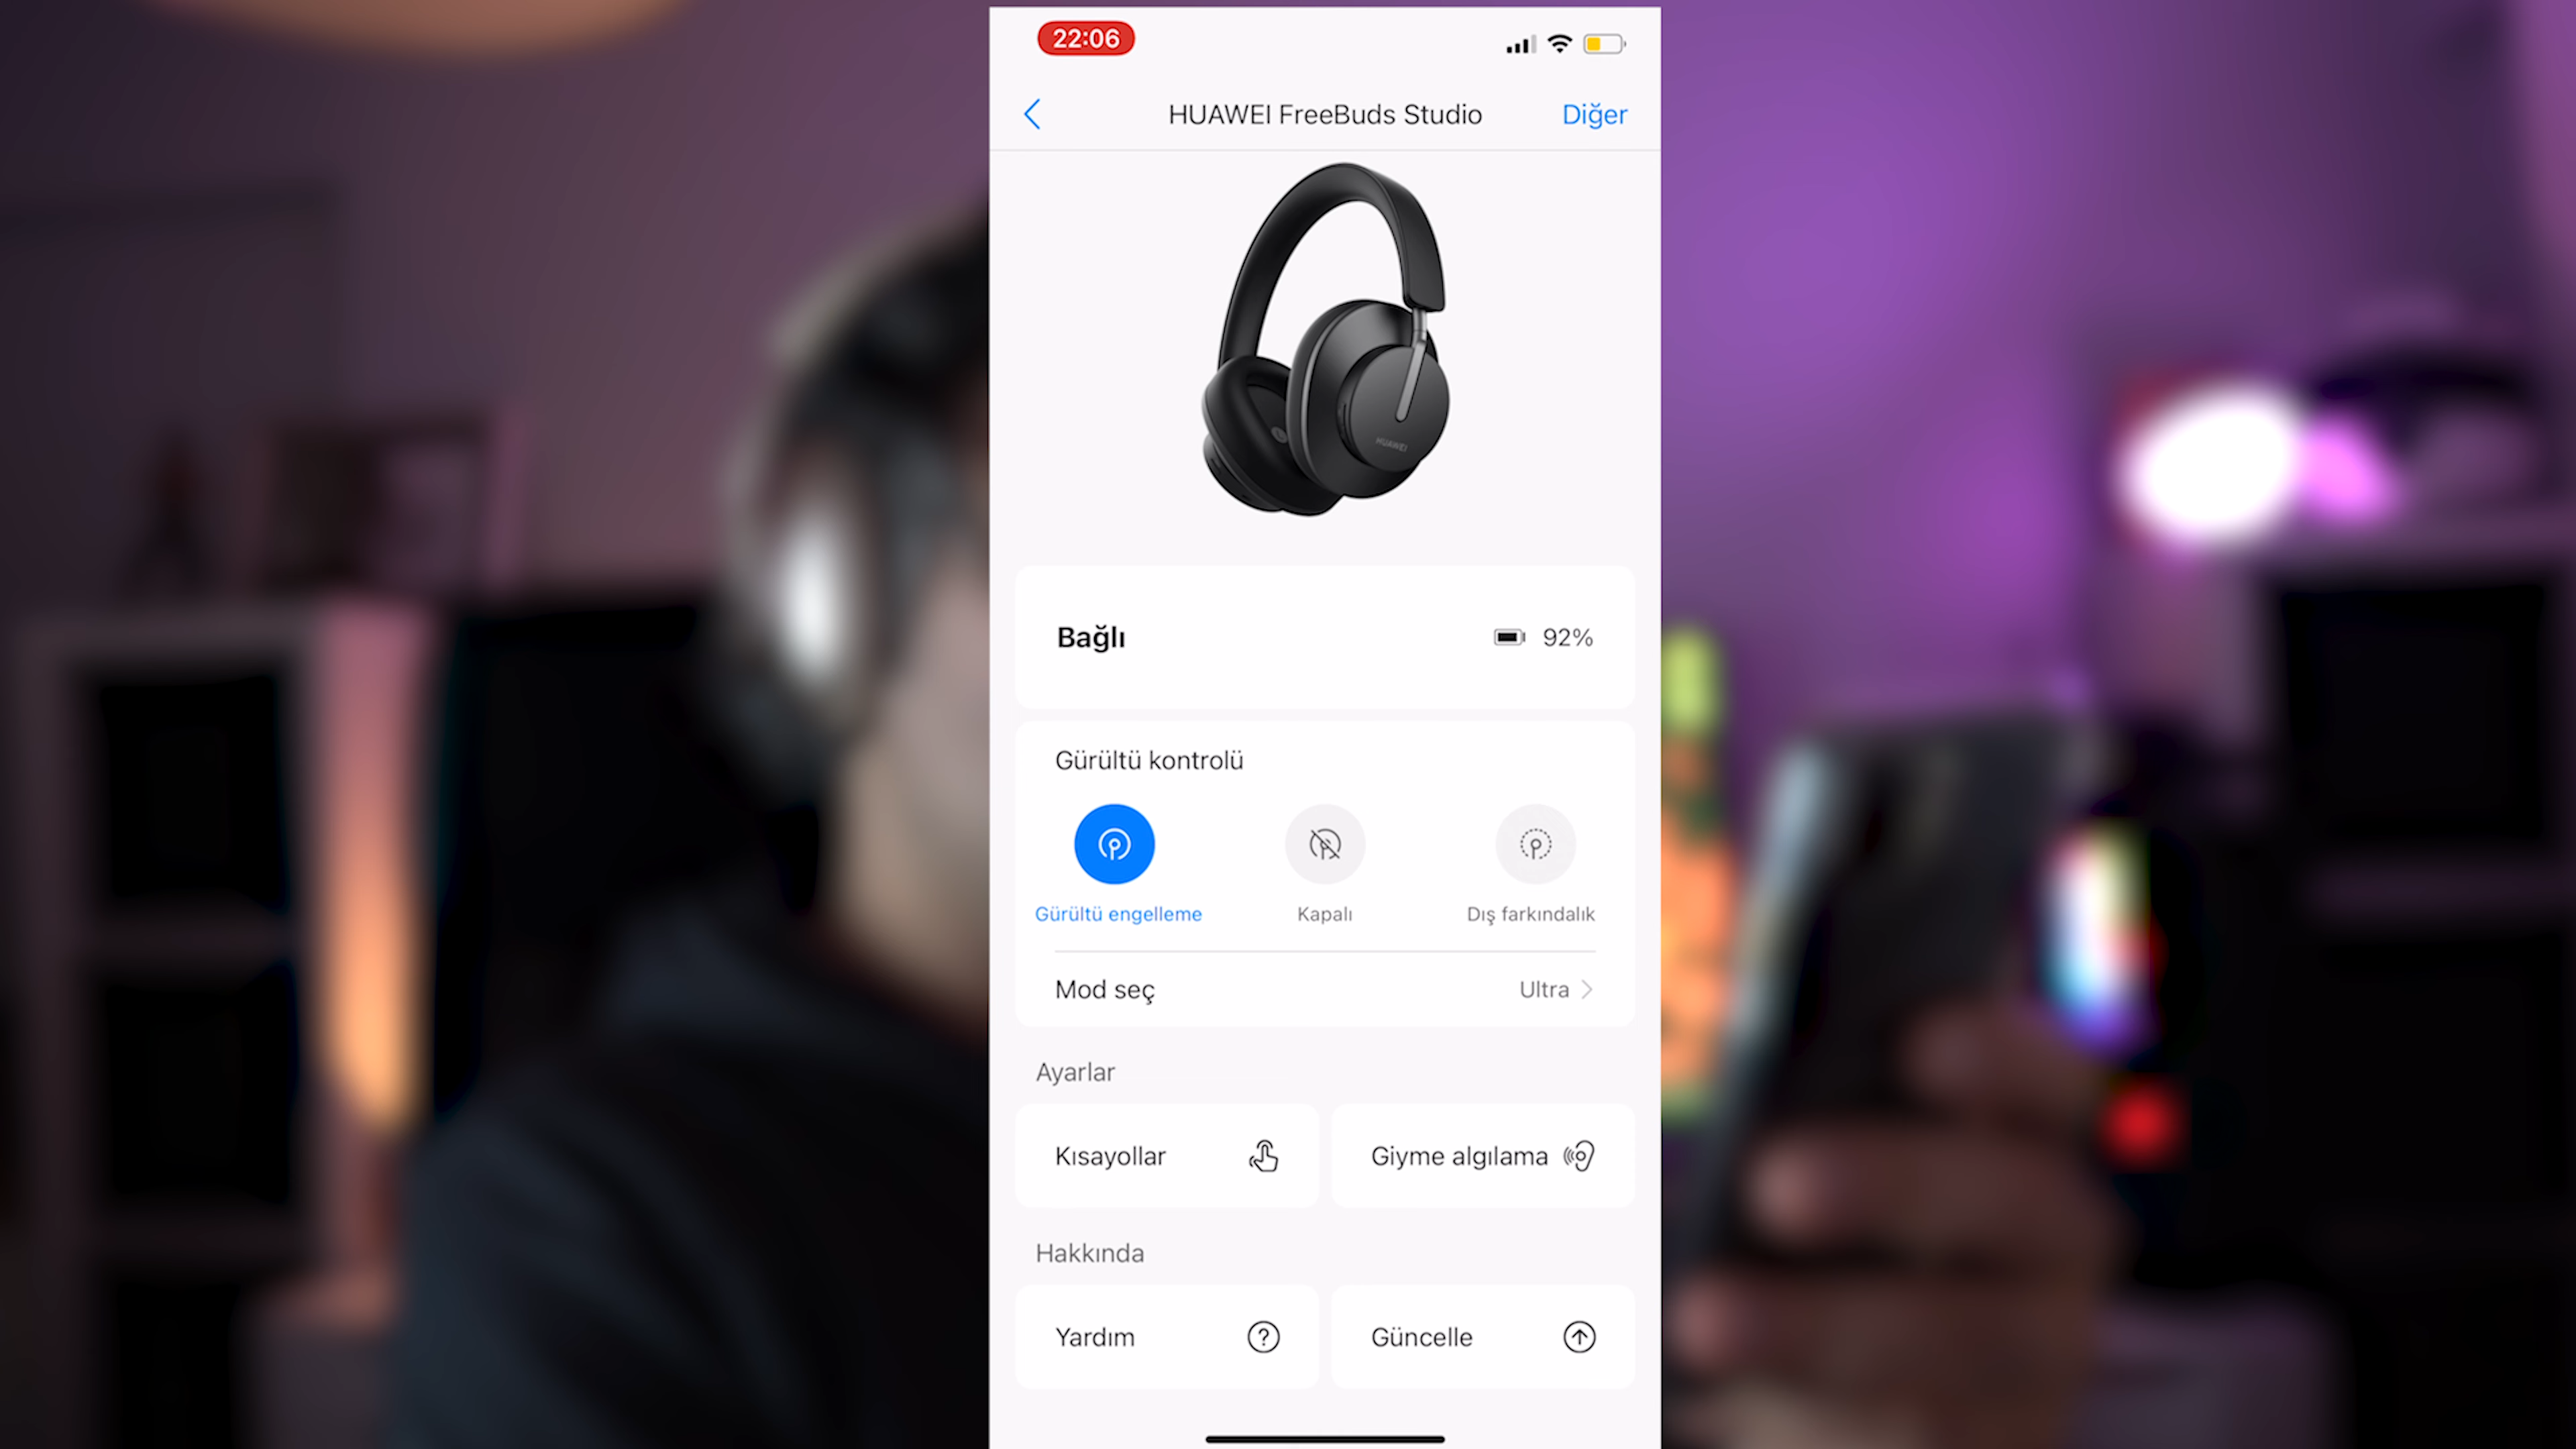 22:06
HUAWEI FreeBuds Studio
Diğer
HUAWEI
Bağlı
92%
Gürültü kontrolü
Gürültü engelleme
Kapalı
Dış farkındalık
Mod seç
Ultra
Ayarlar
Kısayollar
Giyme algılama
Hakkında
Yardım
Güncelle